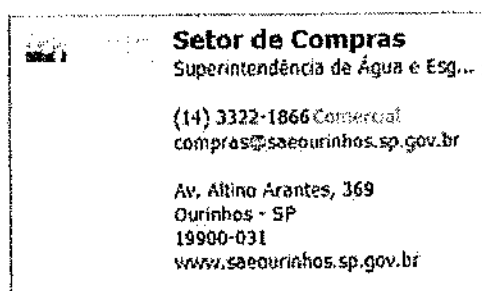 Setor de Compras
Superintendência de Água e Esg...
(14) 3322-1866 Comercial
compras@saeourinhos.sp.gov.br
Av. Altino Arantes, 369
Ourinhos - SP
19900-031
www.saeourinhos.sp.gov.br